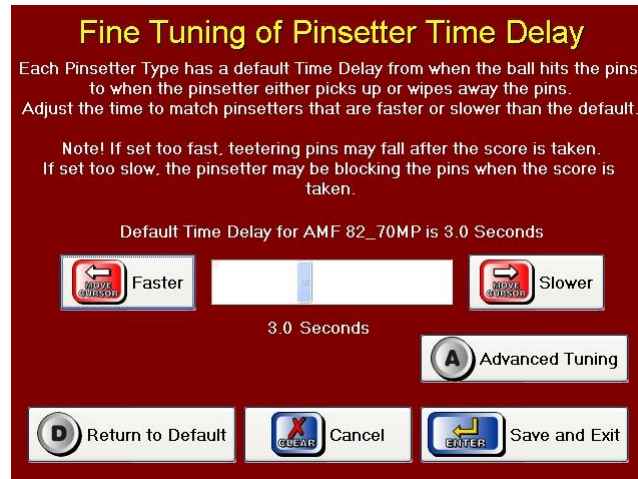 Fine Tuning of Pinsetter Time Delay
Each Pinsetter Type has a default Time Delay from when the ball hits the pins
to when the pinsetter either picks up or wipes away the pins.
Adjust the time to match pinsetters that are faster or slower than the default.
Note! If set too fast, teetering pins may fall after the score is taken.
If set too slow, the pinsetter may be blocking the pins when the score is
taken.
Default Time Delay for AMF 82_70MP is 3.0 Seconds
MOVE CURSOR Faster
MOVE CURSOR Slower
3.0 Seconds
A Advanced Tuning
D Return to Default
CLEAR Cancel
ENTER Save and Exit